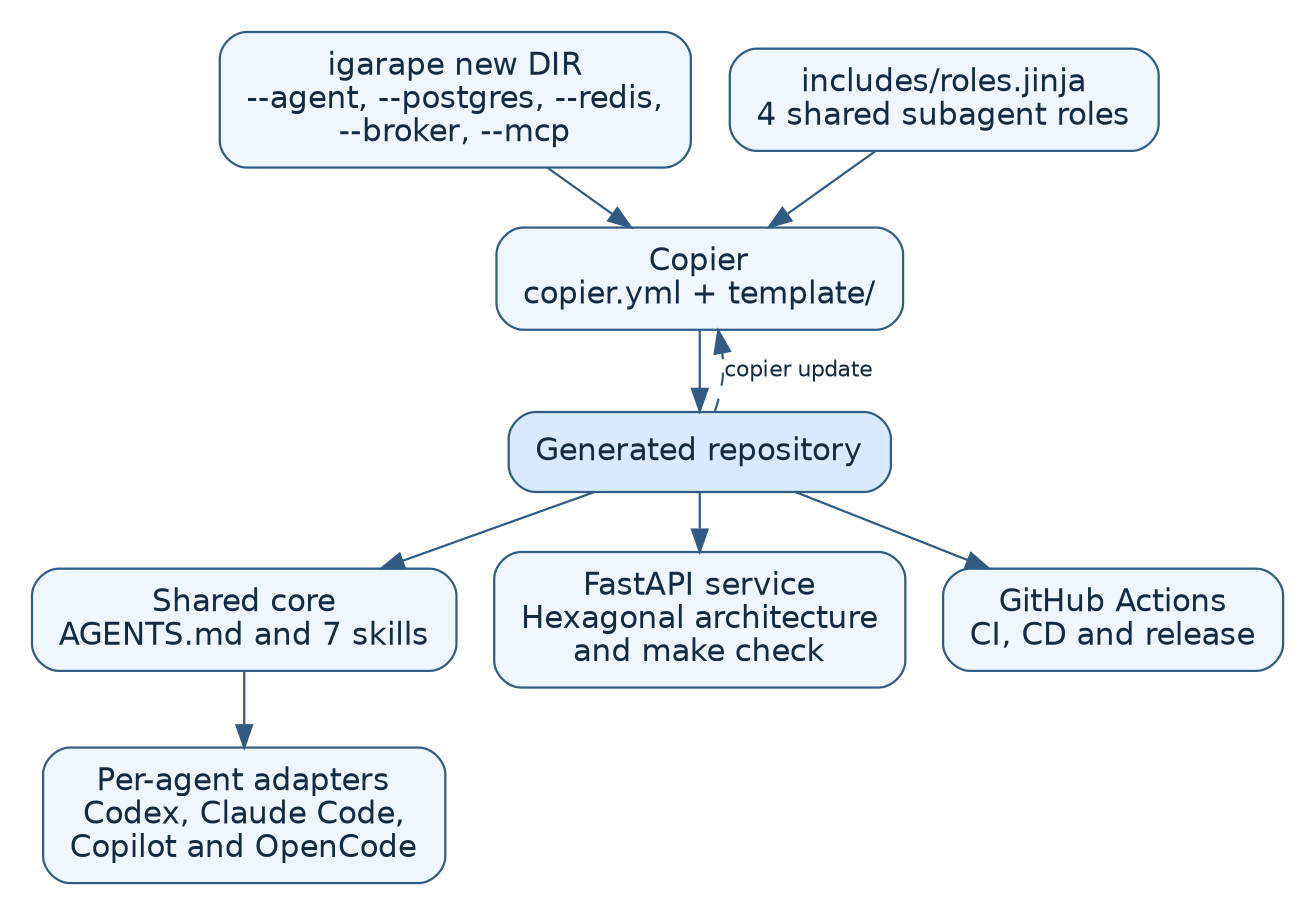 igarape new DIR
--agent, --postgres, --redis,
--broker, --mcp
includes/roles.jinja
4 shared subagent roles
Copier
copier.yml + template/
copier update
Generated repository
Shared core
AGENTS.md and 7 skills
FastAPI service
Hexagonal architecture
and make check
GitHub Actions
CI, CD and release
Per-agent adapters
Codex, Claude Code,
Copilot and OpenCode